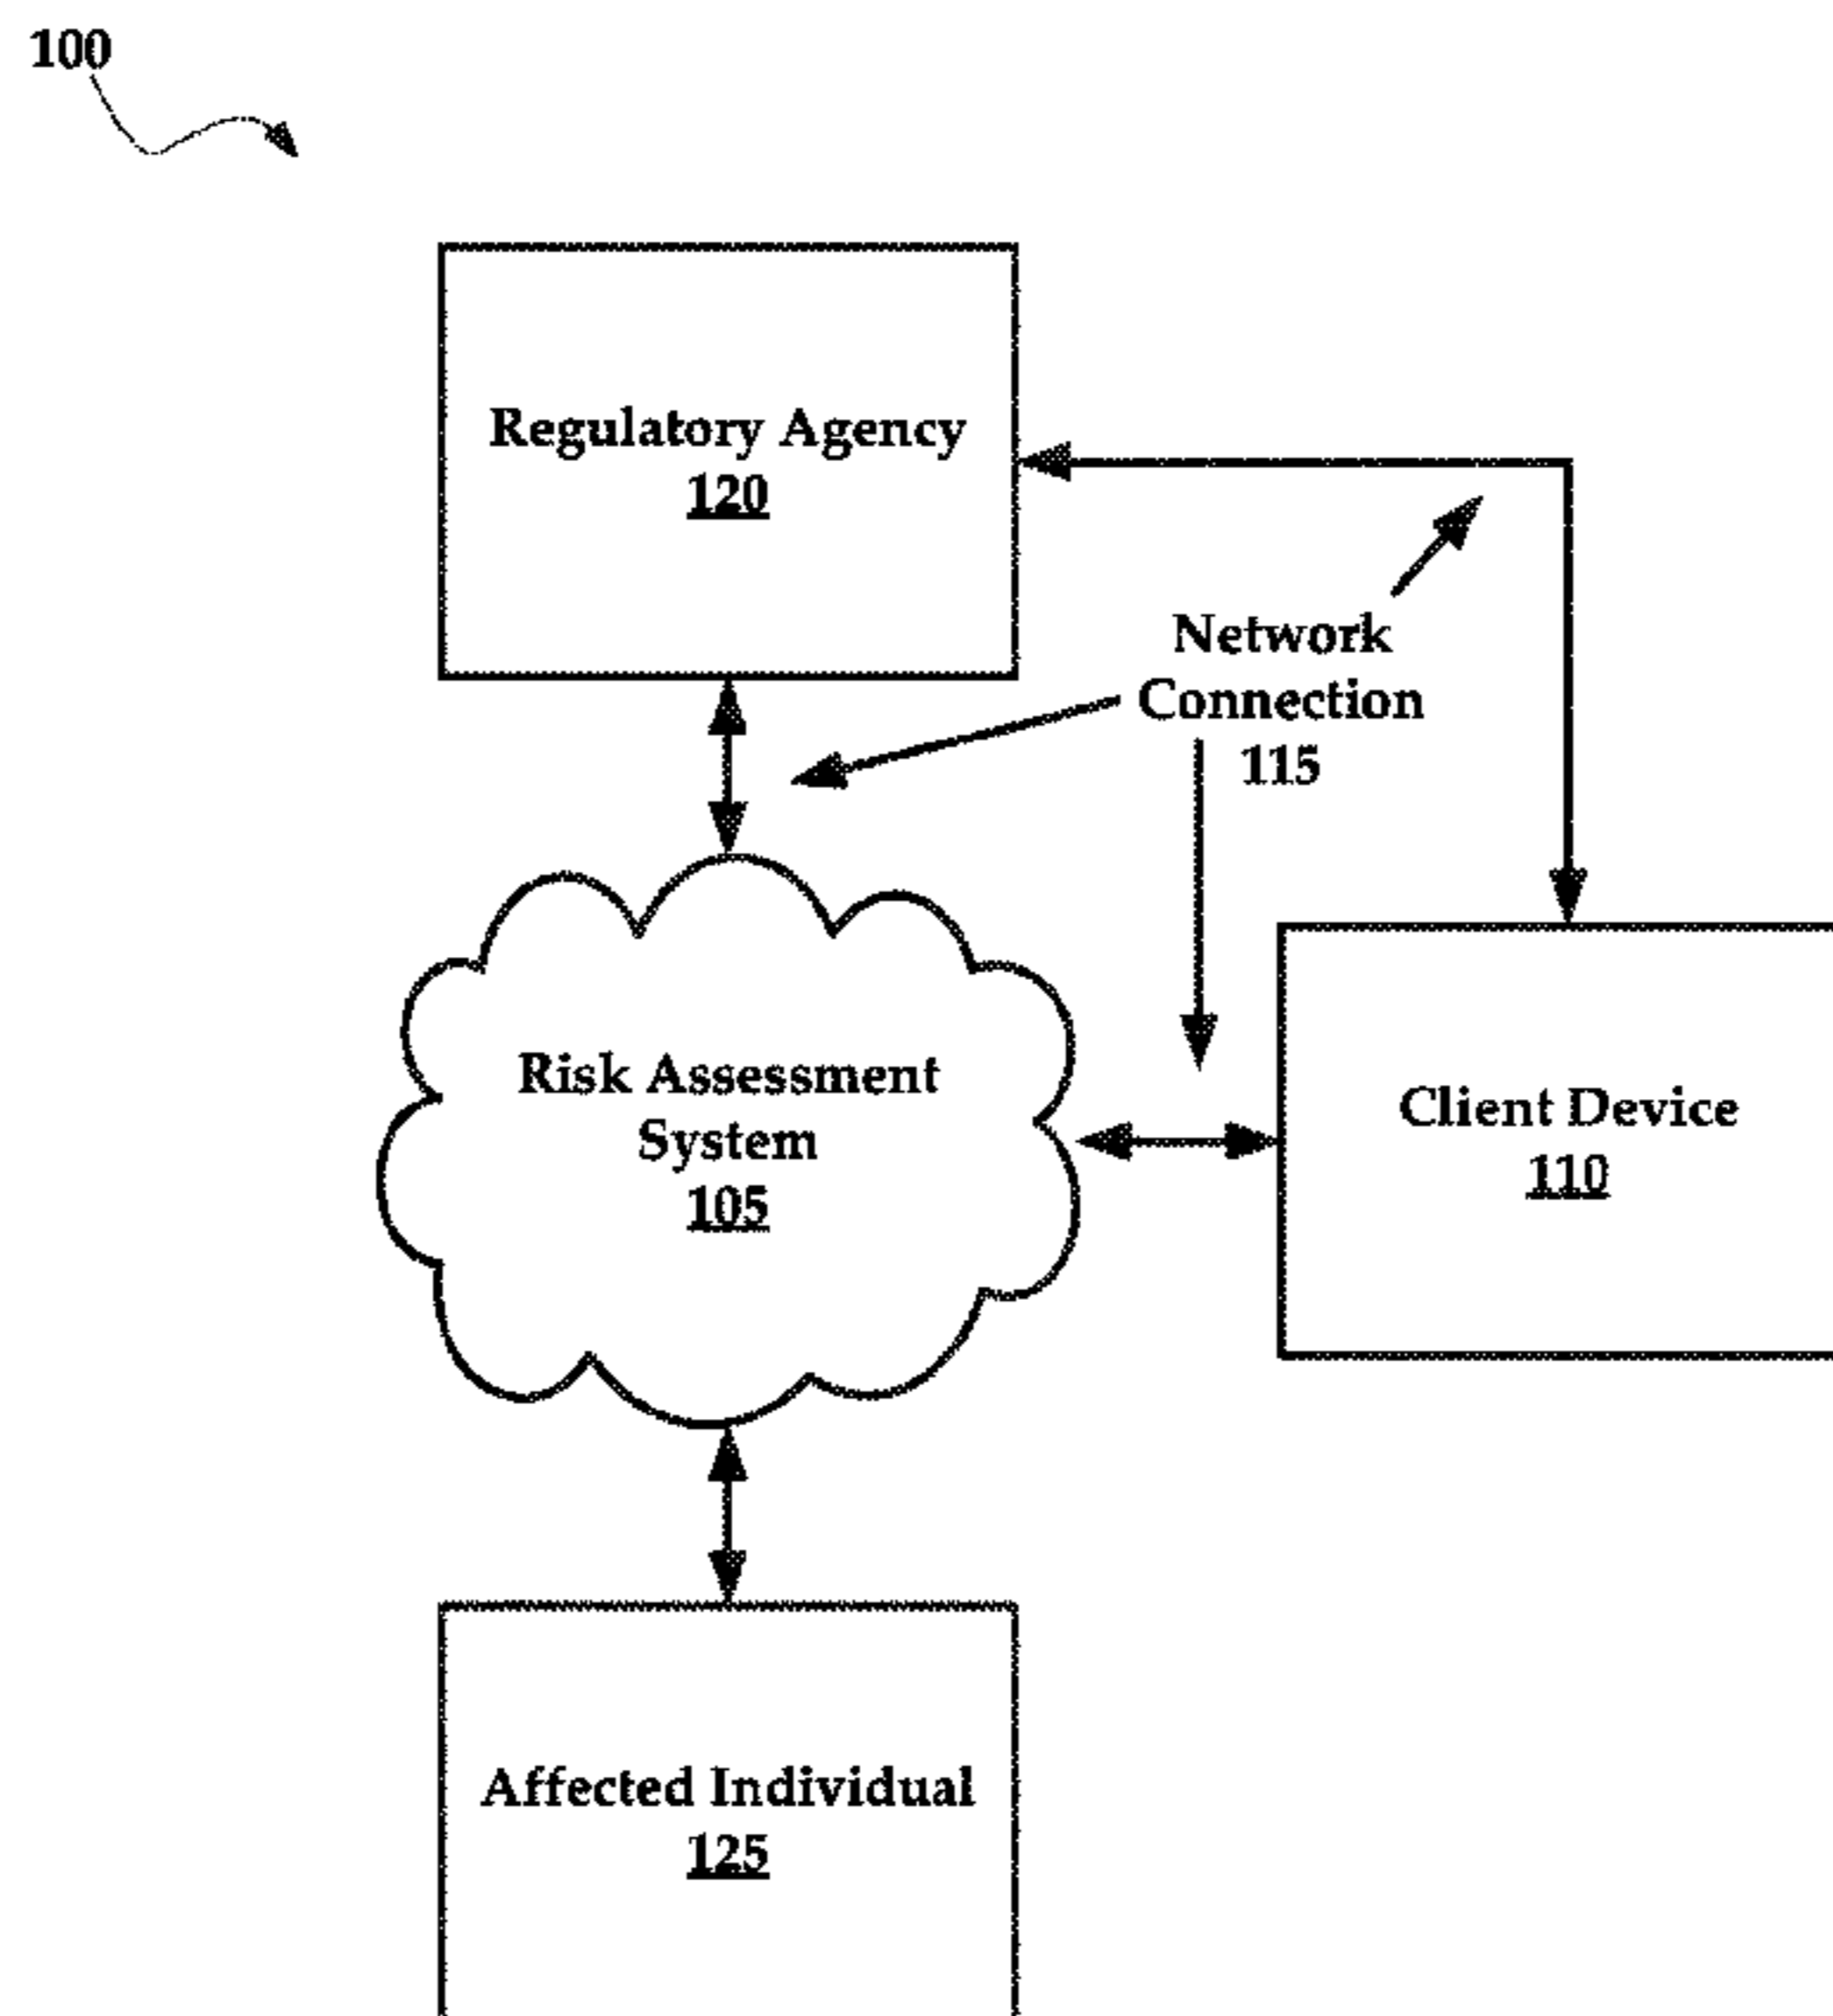 100
Regulatory Agency
120
Network
Connection
115
Risk Assessment
System
105
Client Device
110
Affected Individual
125